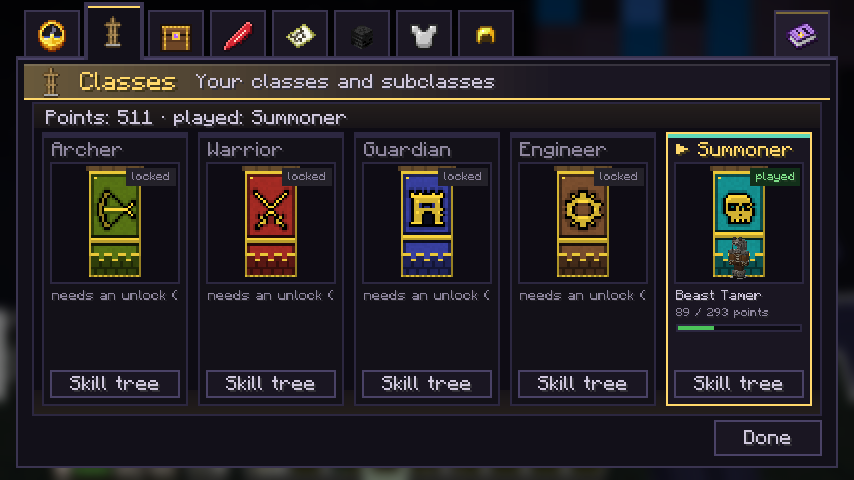 Classes Your classes and subclasses
Points: 511 · played: Summoner
Archer
locked
needs an unlock
Skill tree
Warrior
locked
needs an unlock
Skill tree
Guardian
locked
needs an unlock
Skill tree
Engineer
locked
needs an unlock
Skill tree
► Summoner
played
Beast Tamer
89 / 293 points
Skill tree
Done